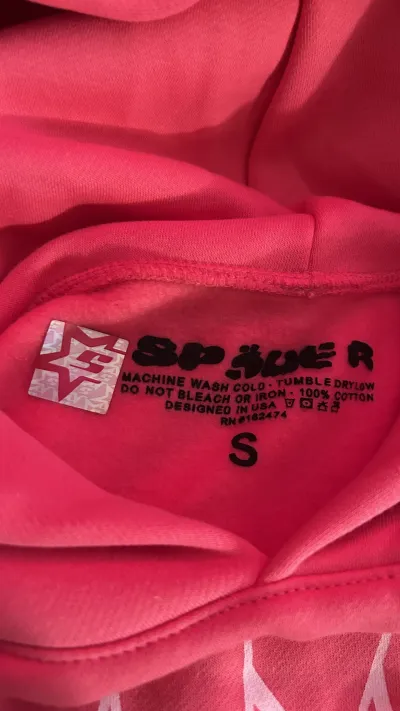 SP5DER
MACHINE WASH COLD · TUMBLE DRY LOW
DO NOT BLEACH OR IRON · 100% COTTON
DESIGNED IN USA
RN#162474
S